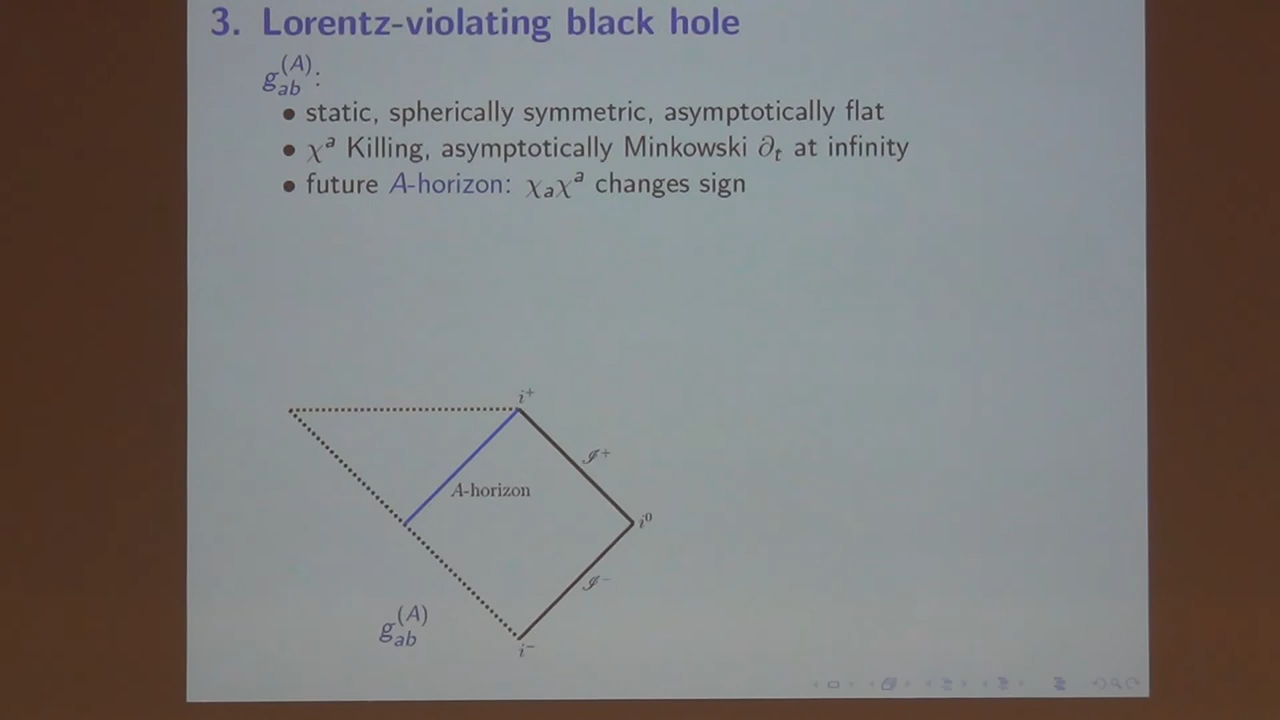 3. Lorentz-violating black hole
g_{ab}^{(A)}:
• static, spherically symmetric, asymptotically flat
• χ^a Killing, asymptotically Minkowski ∂_t at infinity
• future A-horizon: χ_a χ^a changes sign
i^+
𝓘^+
A-horizon
i^0
𝓘^-
g_{ab}^{(A)}
i^-